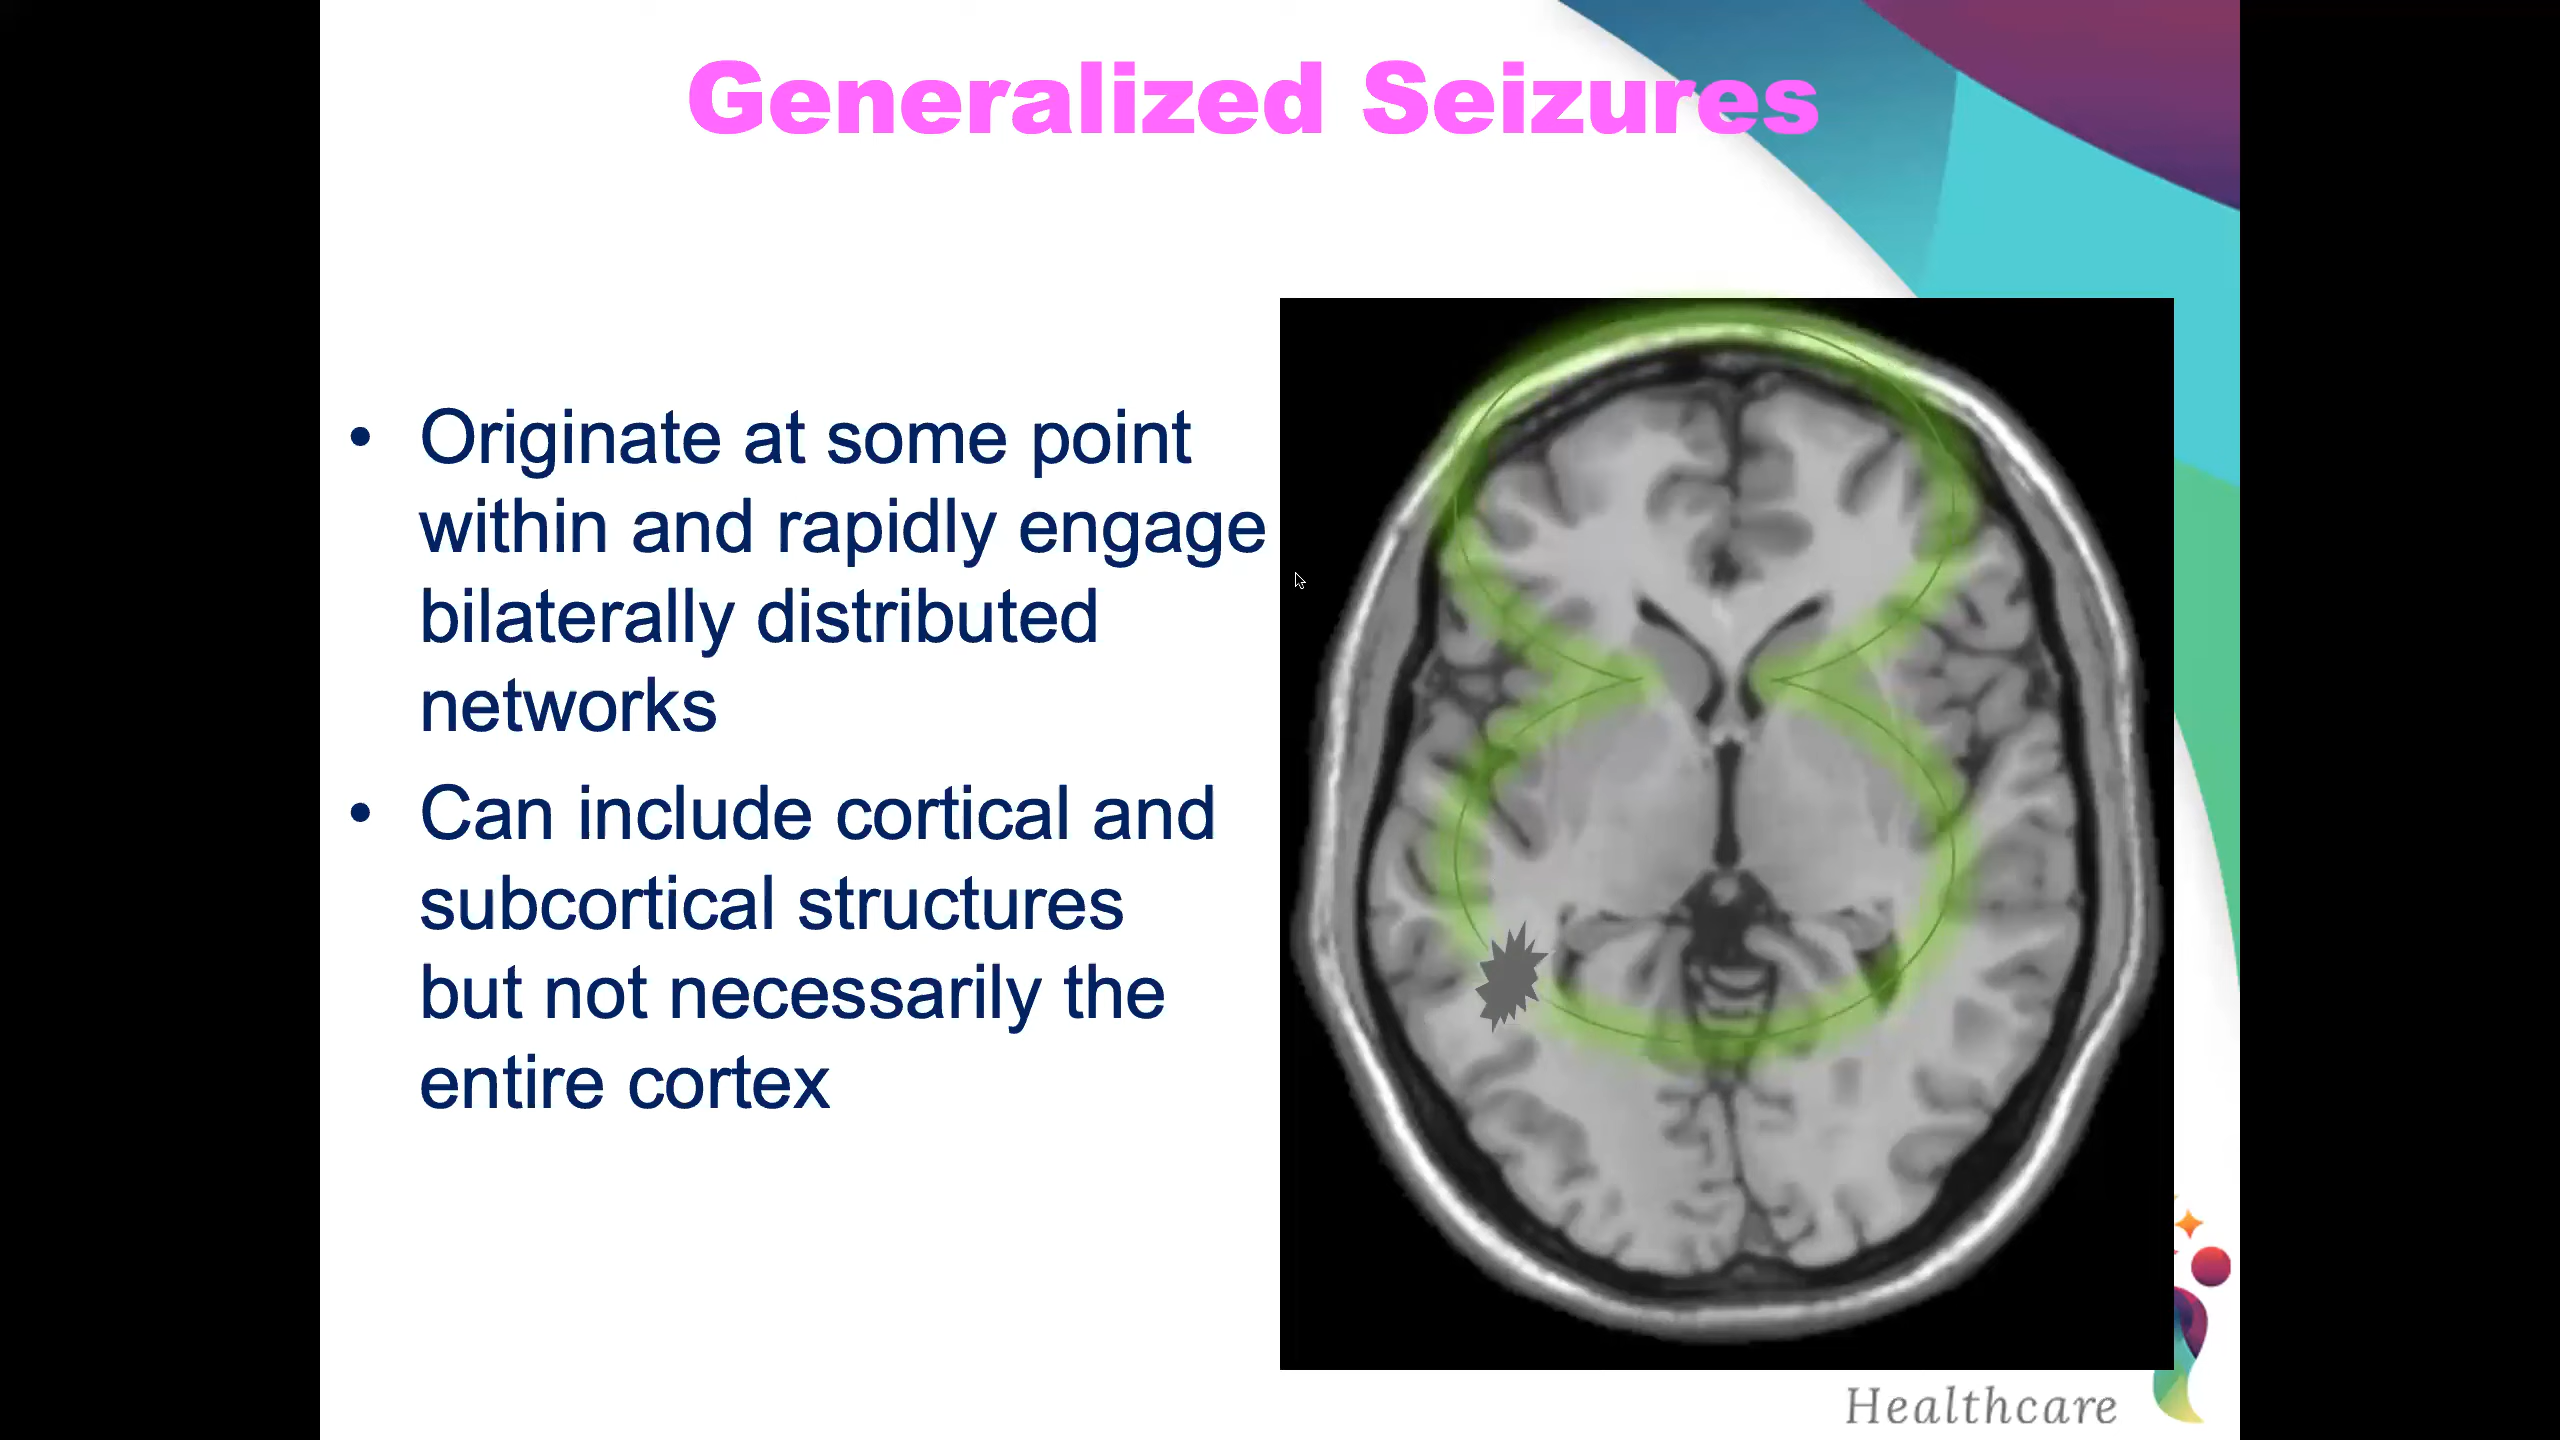 Generalized Seizures
• Originate at some point
within and rapidly engage
bilaterally distributed
networks
• Can include cortical and
subcortical structures
but not necessarily the
entire cortex
Healthcare